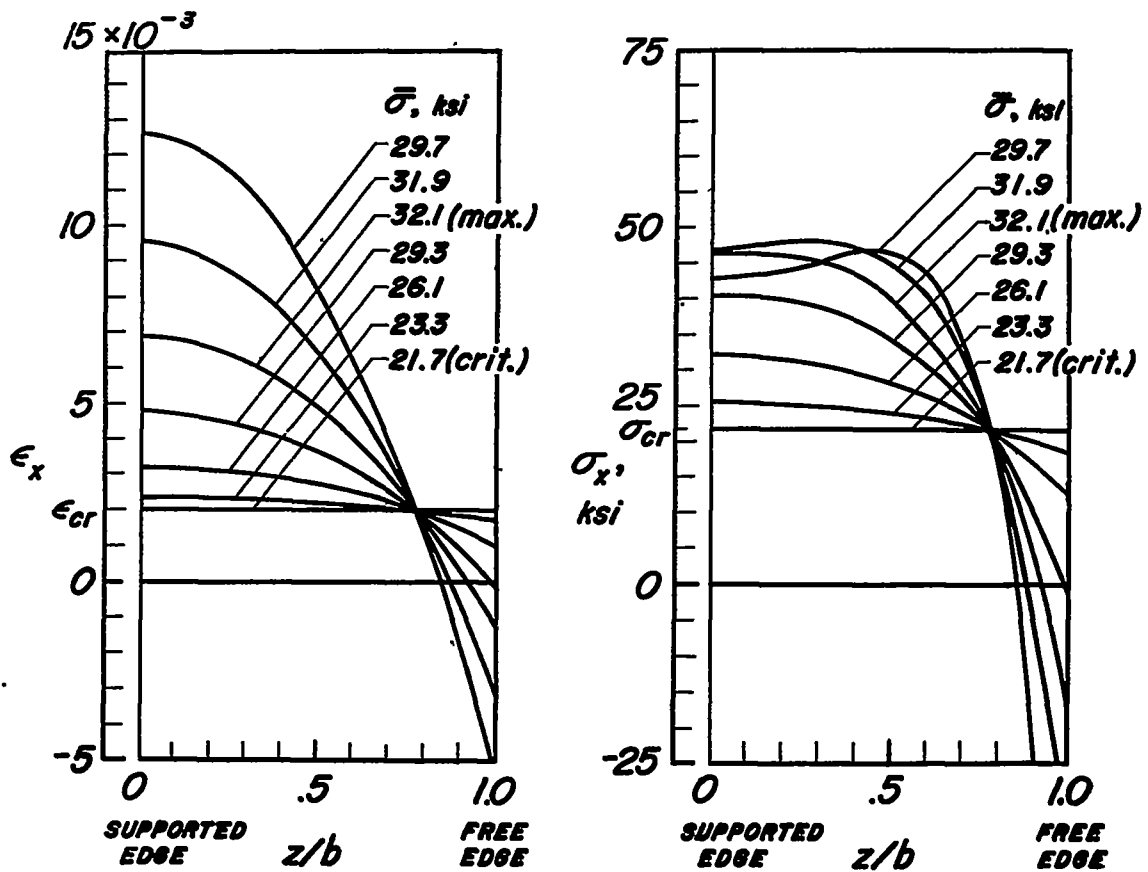 15 ×10⁻³
σ̄, ksi
29.7
31.9
32.1 (max.)
29.3
26.1
23.3
21.7 (crit.)
10
5
ϵx
ϵcr
0
-5
0 .5 1.0
SUPPORTED EDGE
z/b
FREE EDGE
75
σ̄, ksi
29.7
31.9
32.1 (max.)
29.3
26.1
23.3
21.7 (crit.)
50
25
σcr
σx,
ksi
0
-25
0 .5 1.0
SUPPORTED EDGE
z/b
FREE EDGE